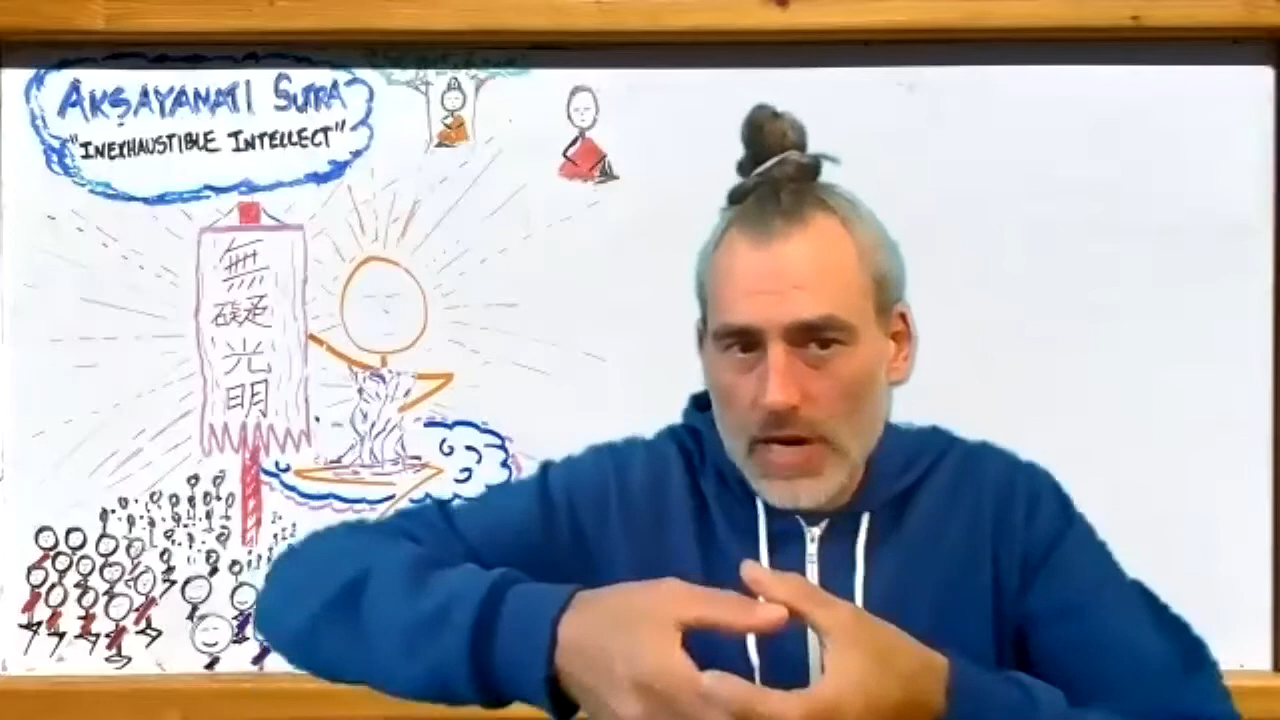 AKṢAYAMATI SUTRA
"INEXHAUSTIBLE INTELLECT"
無
礙
光
明